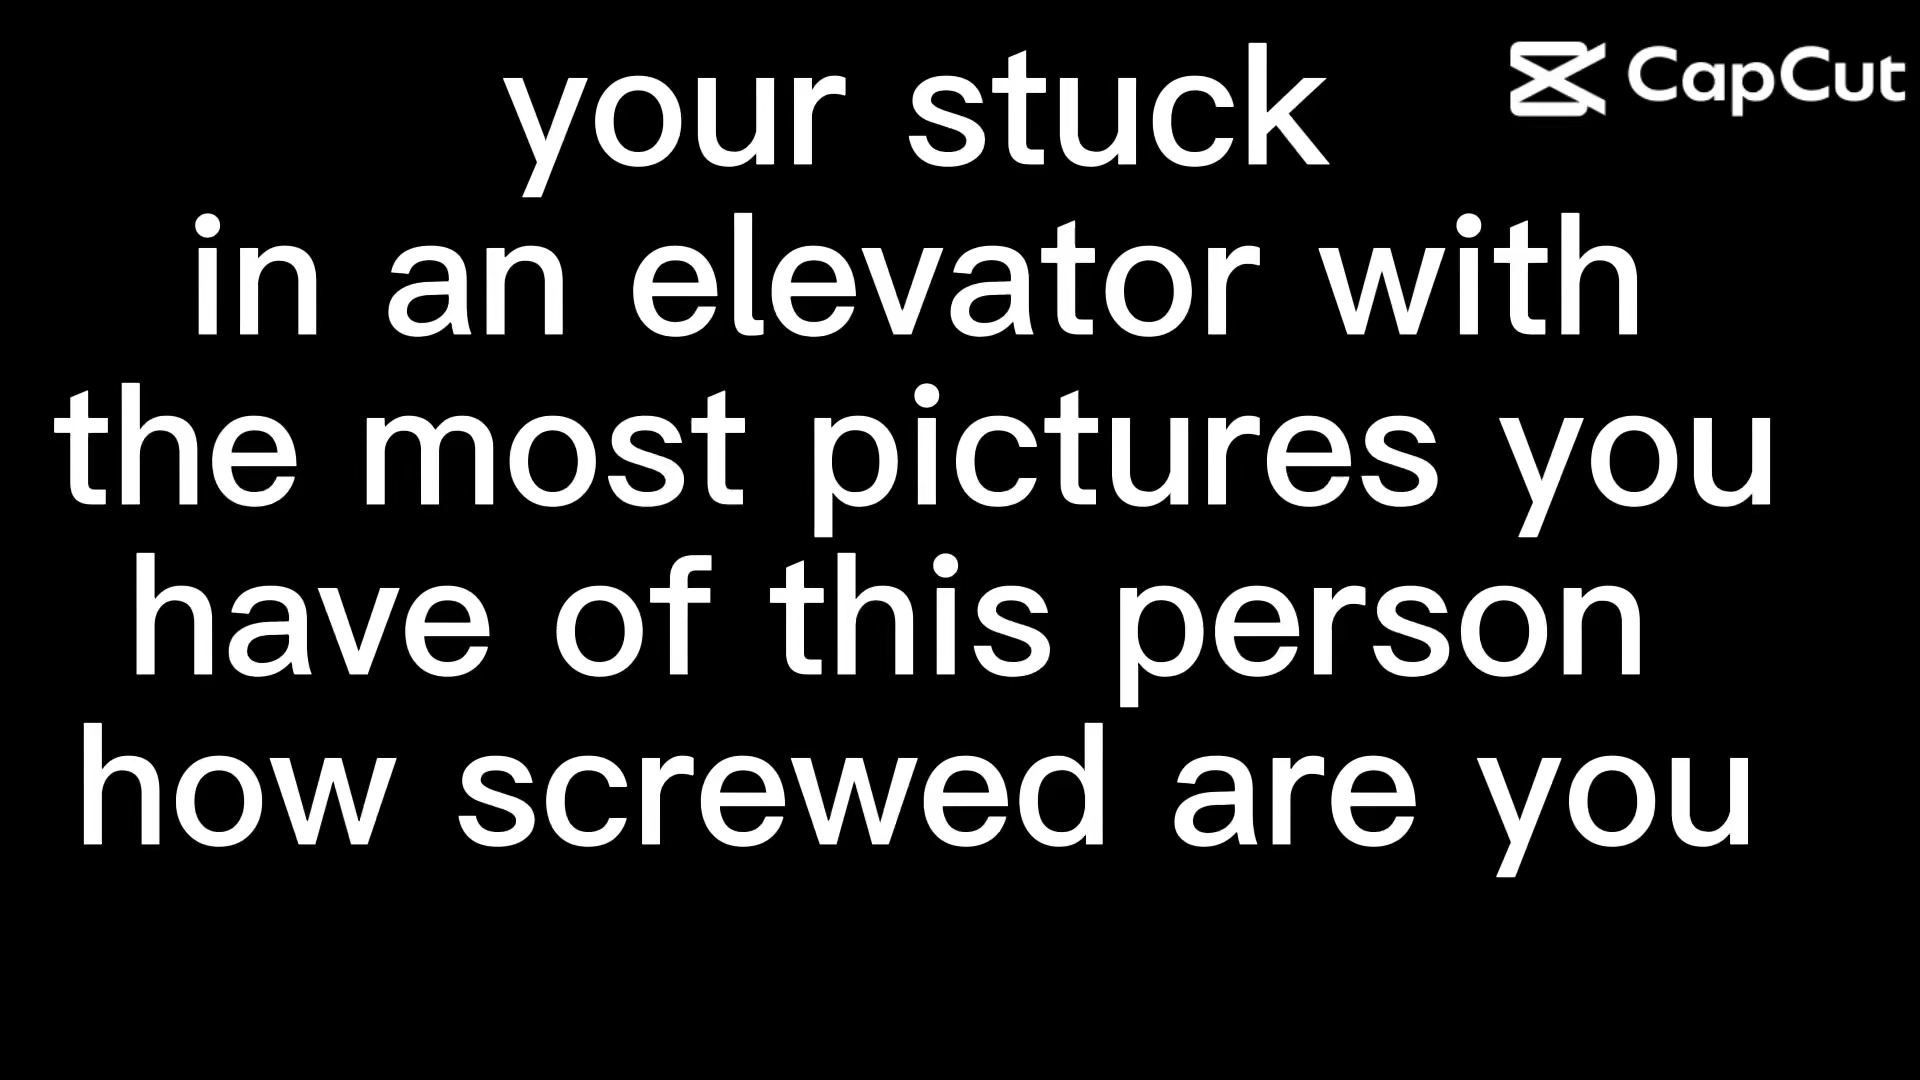 your stuck
in an elevator with
the most pictures you
have of this person
how screwed are you
CapCut